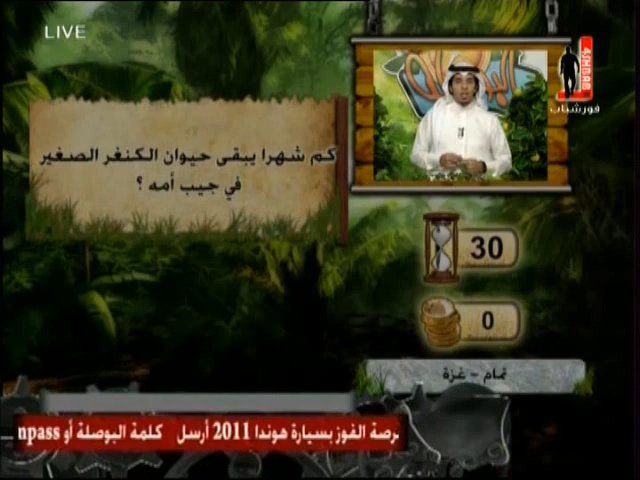 LIVE
4SHBAB
فورشباب
كم شهرا يبقى حيوان الكنغر الصغير
في جيب أمه ؟
30
0
تمام - غزة
رصة الفوز بسيارة هوندا 2011 أرسل كلمة البوصلة أو npass